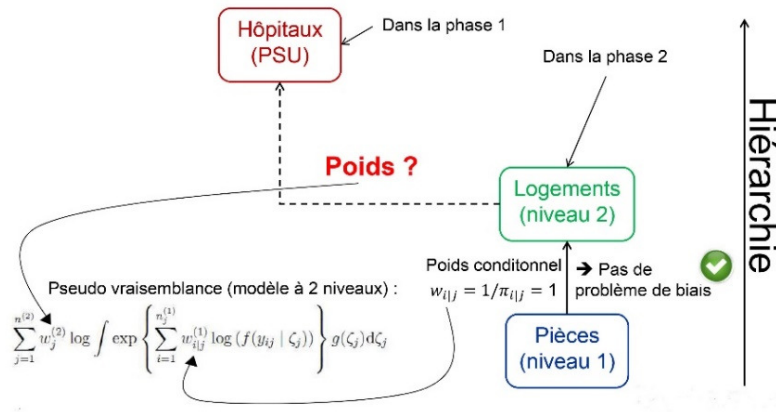 Hôpitaux
(PSU)
Dans la phase 1
Dans la phase 2
Hiérarchie
Poids ?
Logements
(niveau 2)
Poids conditonnel
$w_{i|j} = 1/\pi_{i|j} = 1$
➔ Pas de
problème de biais
Pseudo vraisemblance (modèle à 2 niveaux) :
$\sum_{j=1}^{n^{(2)}} w_j^{(2)} \log \int \exp \left\{ \sum_{i=1}^{n_j^{(1)}} w_{i|j}^{(1)} \log \left( f(y_{ij} \mid \zeta_j) \right) \right\} g(\zeta_j) \mathrm{d}\zeta_j$
Pièces
(niveau 1)